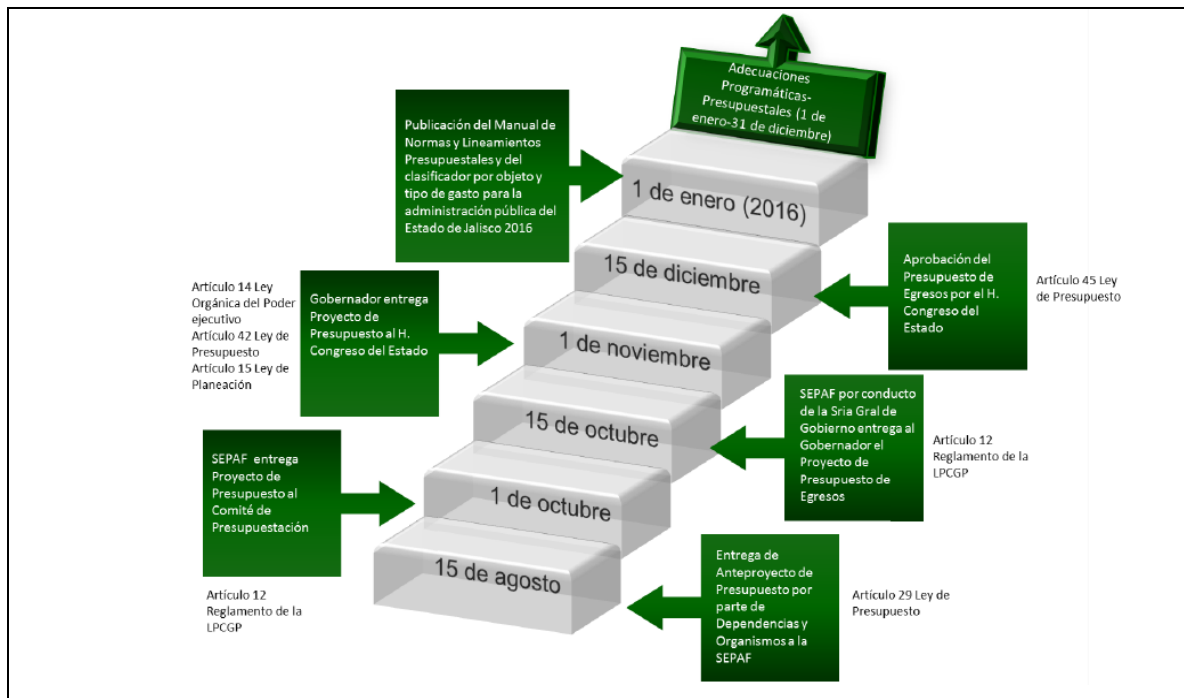 Adecuaciones
Programáticas-
Presupuestales (1 de
enero-31 de diciembre)
Publicación del Manual de
Normas y Lineamientos
Presupuestales y del
clasificador por objeto y
tipo de gasto para la
administración pública del
Estado de Jalisco 2016
1 de enero (2016)
15 de diciembre
Aprobación del
Presupuesto de
Egresos por el H.
Congreso del
Estado
Artículo 45 Ley
de Presupuesto
Artículo 14 Ley
Orgánica del Poder
ejecutivo
Artículo 42 Ley de
Presupuesto
Artículo 15 Ley de
Planeación
Gobernador entrega
Proyecto de
Presupuesto al H.
Congreso del Estado
1 de noviembre
15 de octubre
SEPAF por conducto
de la Sria Gral de
Gobierno entrega al
Gobernador el
Proyecto de
Presupuesto de
Egresos
Artículo 12
Reglamento de la
LPCGP
SEPAF entrega
Proyecto de
Presupuesto al
Comité de
Presupuestación
Artículo 12
Reglamento de la
LPCGP
1 de octubre
15 de agosto
Entrega de
Anteproyecto de
Presupuesto por
parte de
Dependencias y
Organismos a la
SEPAF
Artículo 29 Ley de
Presupuesto